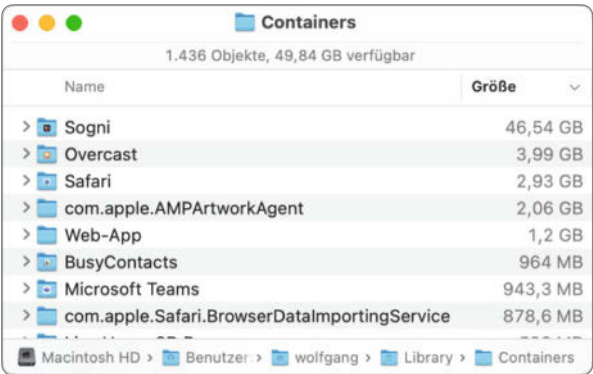 Containers
1.436 Objekte, 49,84 GB verfügbar
Name Größe
Sogni 46,54 GB
Overcast 3,99 GB
Safari 2,93 GB
com.apple.AMPArtworkAgent 2,06 GB
Web-App 1,2 GB
BusyContacts 964 MB
Microsoft Teams 943,3 MB
com.apple.Safari.BrowserDataImportingService 878,6 MB
Macintosh HD › Benutzer › wolfgang › Library › Containers